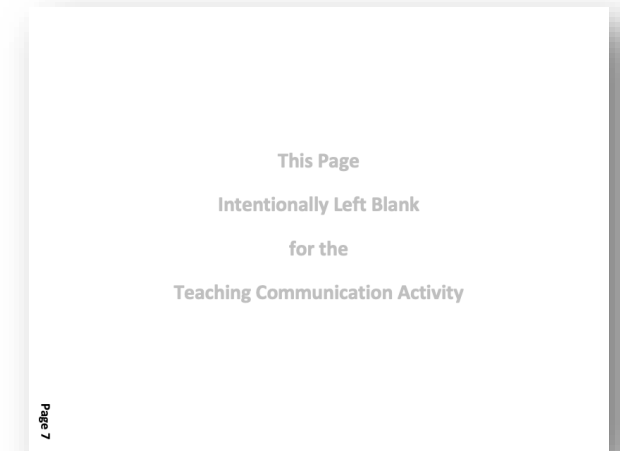 This Page
Intentionally Left Blank
for the
Teaching Communication Activity
Page 7